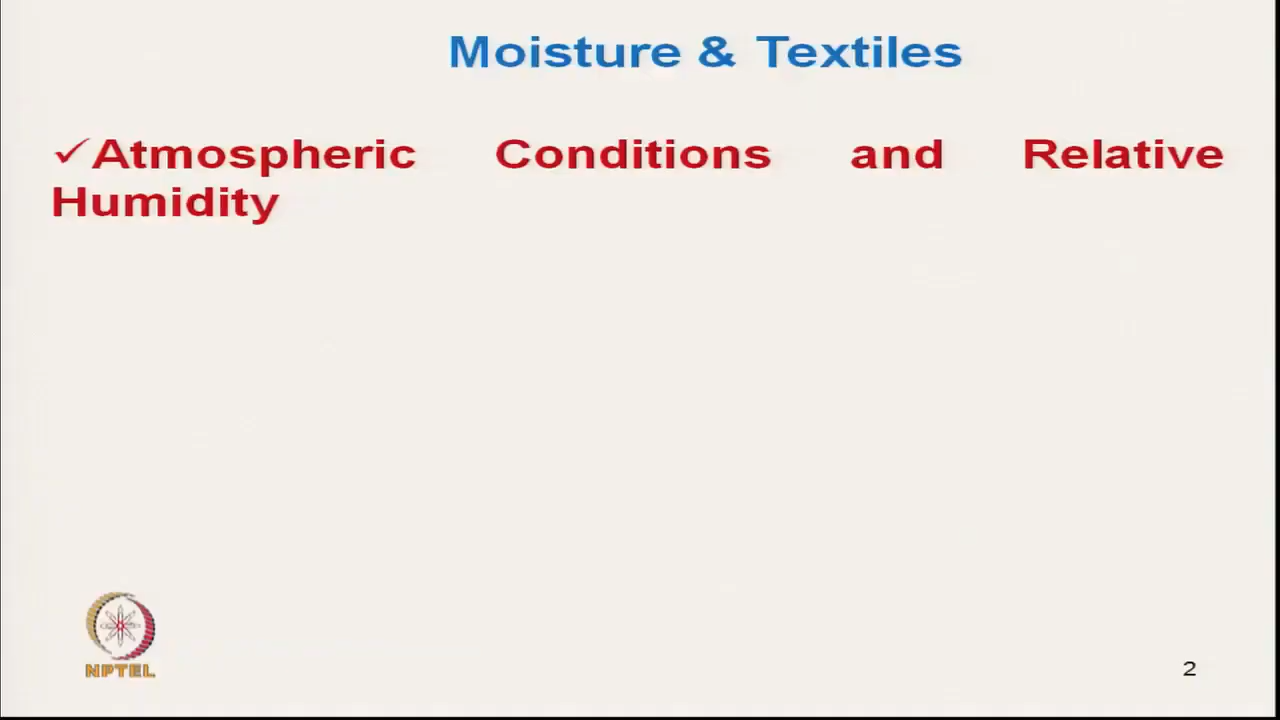 Moisture & Textiles
✓Atmospheric Conditions and Relative
Humidity
NPTEL
2